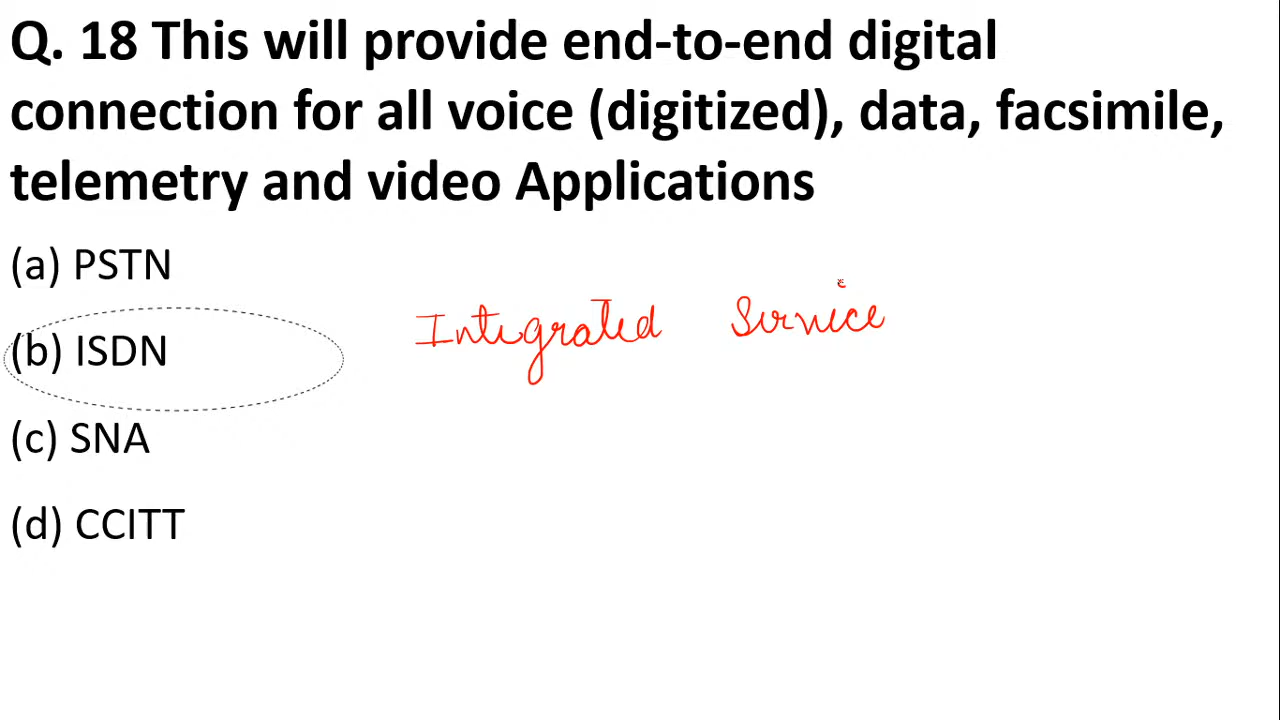 Q. 18 This will provide end-to-end digital
connection for all voice (digitized), data, facsimile,
telemetry and video Applications
(a) PSTN
(b) ISDN
Integrated Service
(c) SNA
(d) CCITT